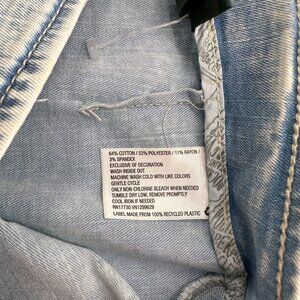 64% COTTON / 22% POLYESTER / 11% RAYON /
3% SPANDEX
EXCLUSIVE OF DECORATION
WASH INSIDE OUT
MACHINE WASH COLD WITH LIKE COLORS
GENTLE CYCLE
ONLY NON-CHLORINE BLEACH WHEN NEEDED
TUMBLE DRY LOW, REMOVE PROMPTLY
COOL IRON IF NEEDED
RN17730 VN1299629
LABEL MADE FROM 100% RECYCLED PLASTIC